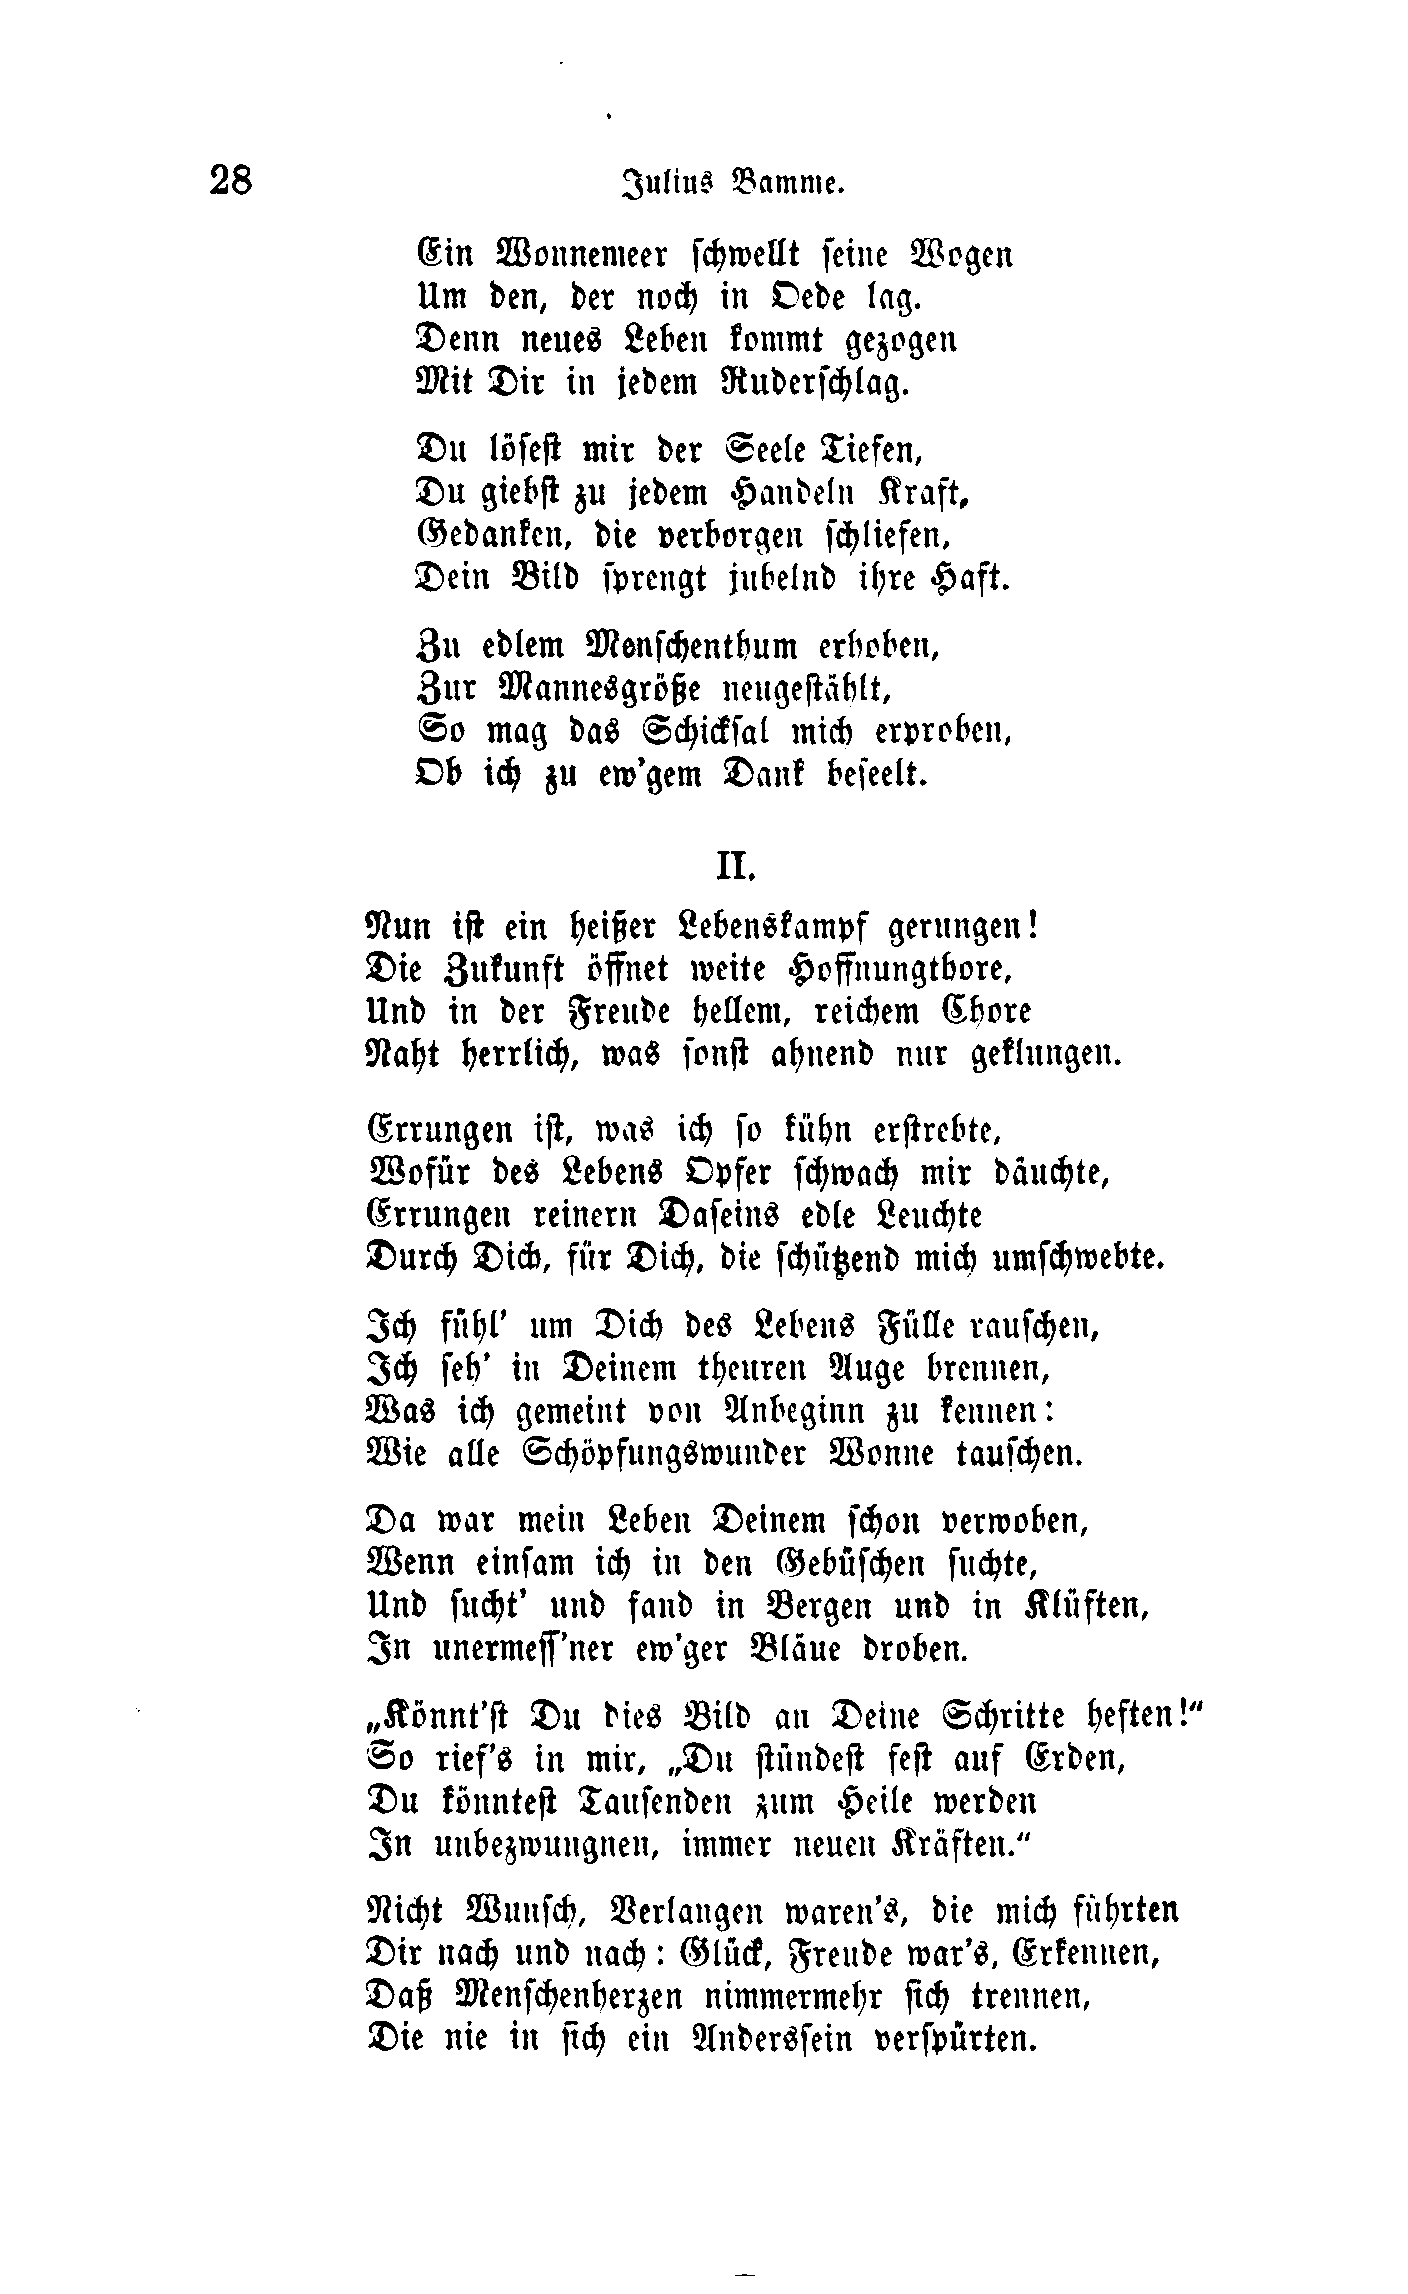 28
Julius Bamme.
Ein Wonnemeer schwellt seine Wogen
Um den, der noch in Oede lag.
Denn neues Leben kommt gezogen
Mit Dir in jedem Ruderschlag.
Du lösest mir der Seele Tiefen,
Du giebst zu jedem Handeln Kraft,
Gedanken, die verborgen schliefen,
Dein Bild sprengt jubelnd ihre Haft.
Zu edlem Menschenthum erhoben,
Zur Mannesgröße neugestählt,
So mag das Schicksal mich erproben,
Ob ich zu ew'gem Dank beseelt.
II.
Nun ist ein heißer Lebenskampf gerungen!
Die Zukunft öffnet weite Hoffnungthore,
Und in der Freude hellem, reichem Chore
Naht herrlich, was sonst ahnend nur geklungen.
Errungen ist, was ich so kühn erstrebte,
Wofür des Lebens Opfer schwach mir däuchte,
Errungen reinern Daseins edle Leuchte
Durch Dich, für Dich, die schützend mich umschwebte.
Ich fühl' um Dich des Lebens Fülle rauschen,
Ich seh' in Deinem theuren Auge brennen,
Was ich gemeint von Anbeginn zu kennen:
Wie alle Schöpfungswunder Wonne tauschen.
Da war mein Leben Deinem schon verwoben,
Wenn einsam ich in den Gebüschen suchte,
Und sucht' und fand in Bergen und in Klüften,
In unermess'ner ew'ger Bläue droben.
„Könnt'st Du dies Bild an Deine Schritte heften!"
So rief's in mir, „Du stündest fest auf Erden,
Du könntest Tausenden zum Heile werden
In unbezwungnen, immer neuen Kräften."
Nicht Wunsch, Verlangen waren's, die mich führten
Dir nach und nach: Glück, Freude war's, Erkennen,
Daß Menschenherzen nimmermehr sich trennen,
Die nie in sich ein Anderssein verspürten.